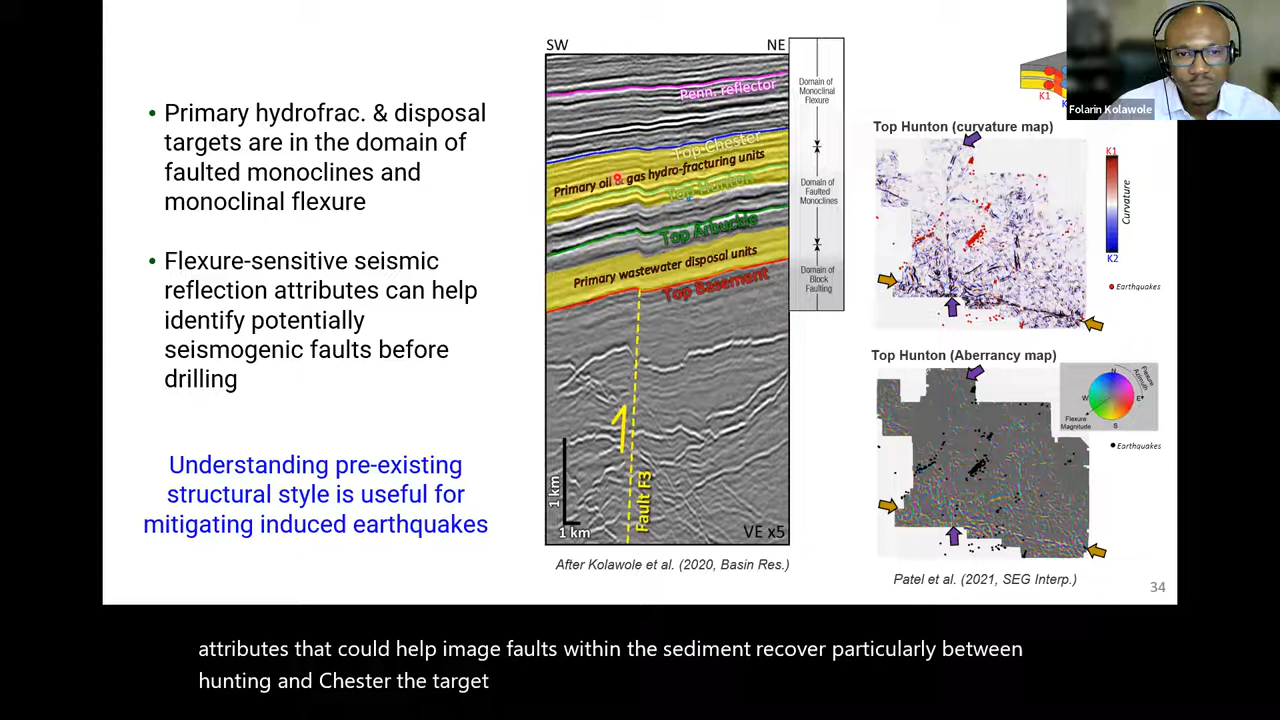 • Primary hydrofrac. & disposal
targets are in the domain of
faulted monoclines and
monoclinal flexure
• Flexure-sensitive seismic
reflection attributes can help
identify potentially
seismogenic faults before
drilling
Understanding pre-existing
structural style is useful for
mitigating induced earthquakes
SW
NE
Penn. reflector
Top Chester
Primary oil & gas hydro-fracturing units
Top Hunton
Top Arbuckle
Primary wastewater disposal units
Top Basement
Fault F3
1 km
1 km
VE x5
Domain of
Monoclinal
Flexure
Domain of
Faulted
Monoclines
Domain of
Block
Faulting
After Kolawole et al. (2020, Basin Res.)
K1
Folarin Kolawole
Top Hunton (curvature map)
K1
Curvature
K2
Earthquakes
Top Hunton (Aberrancy map)
N
W
E
S
Flexure
Azimuth
Flexure
Magnitude
Earthquakes
Patel et al. (2021, SEG Interp.)
34
attributes that could help image faults within the sediment recover particularly between
hunting and Chester the target